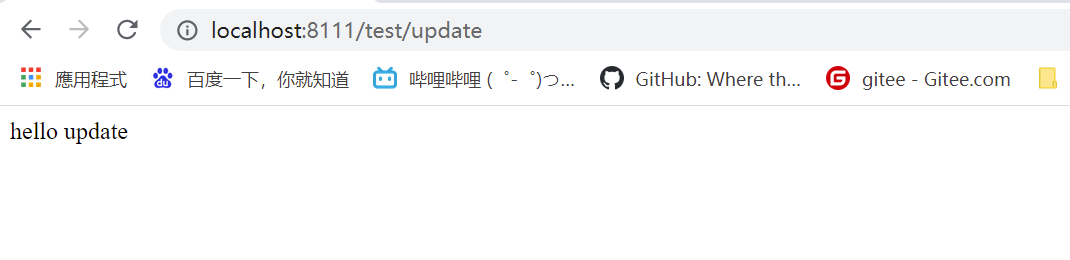 localhost:8111/test/update
應用程式 百度一下，你就知道 哔哩哔哩 ( ゜- ゜)つ... GitHub: Where th... gitee - Gitee.com
hello update